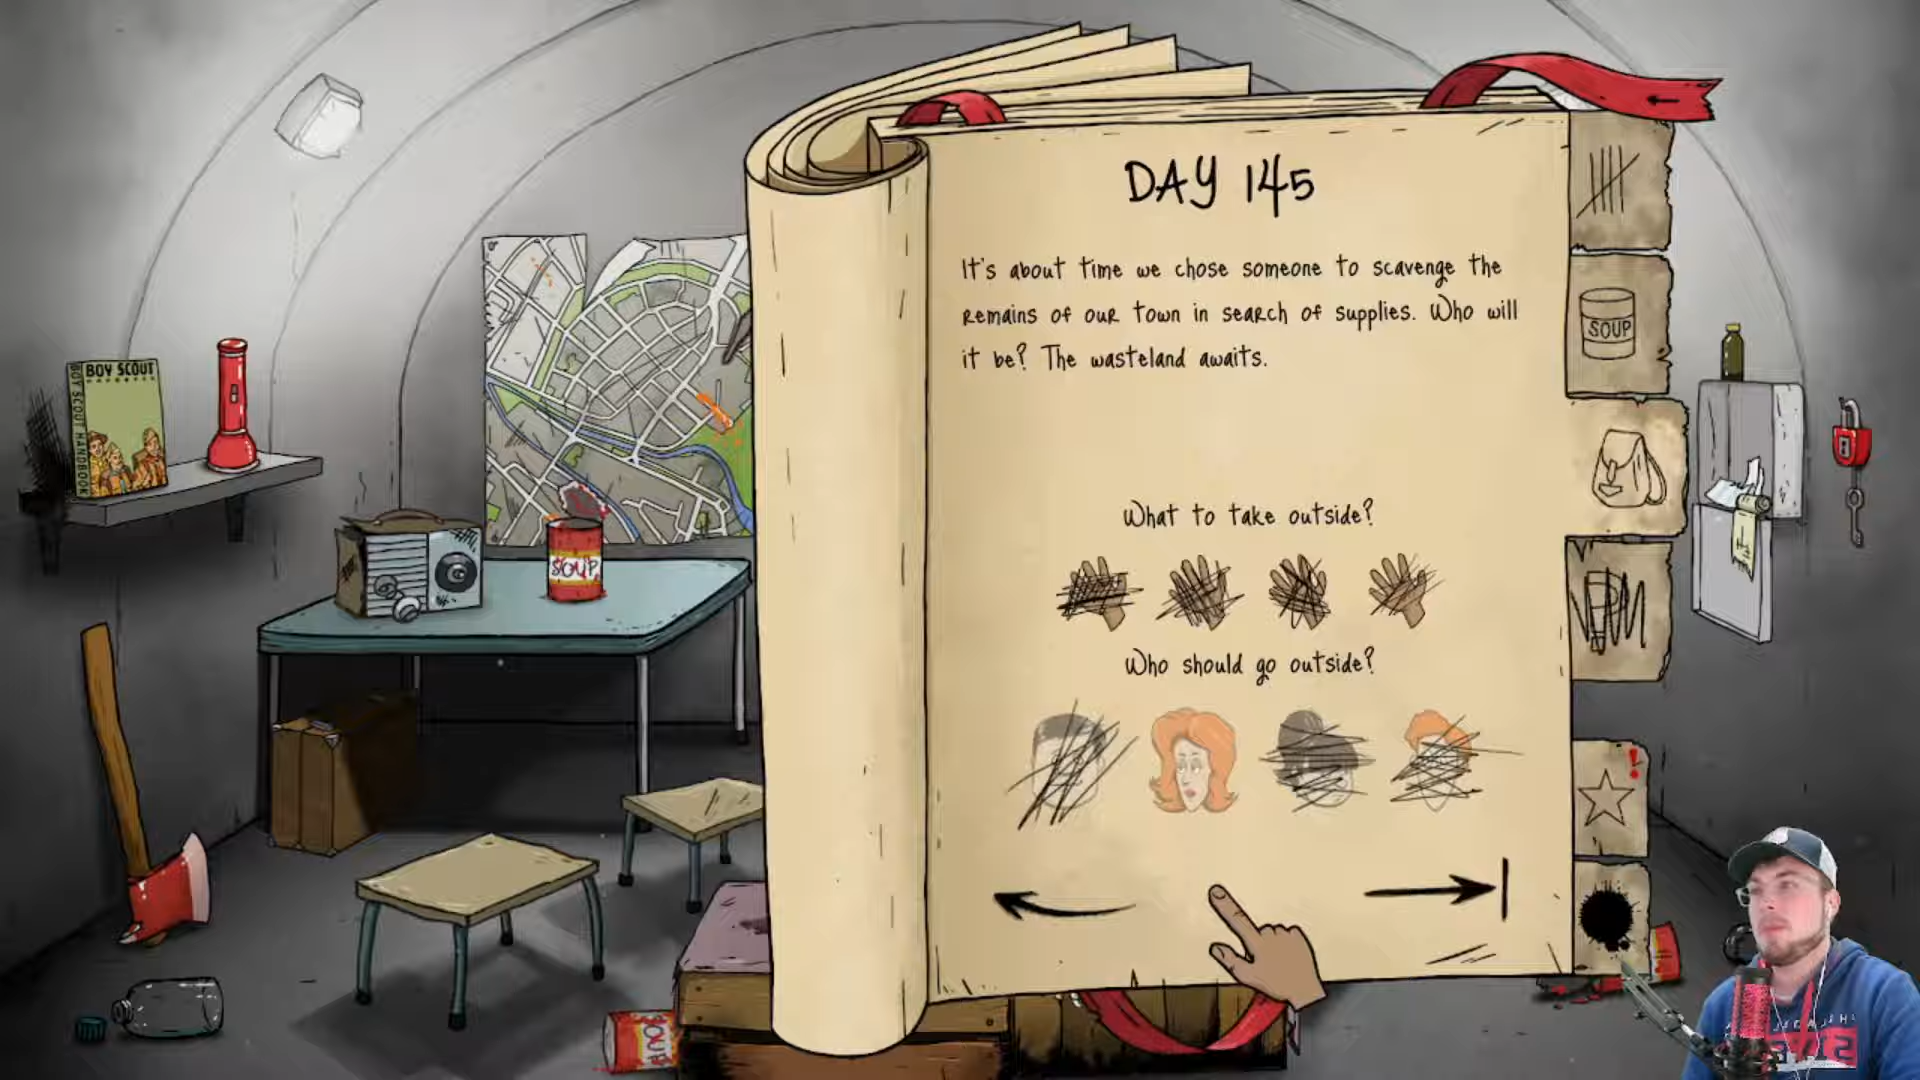 DAY 145
It's about time we chose someone to scavenge the
remains of our town in search of supplies. Who will
it be? The wasteland awaits.
What to take outside?
Who should go outside?
SOUP
BOY SCOUT
BOY SCOUT HANDBOOK
SOUP
SOUP